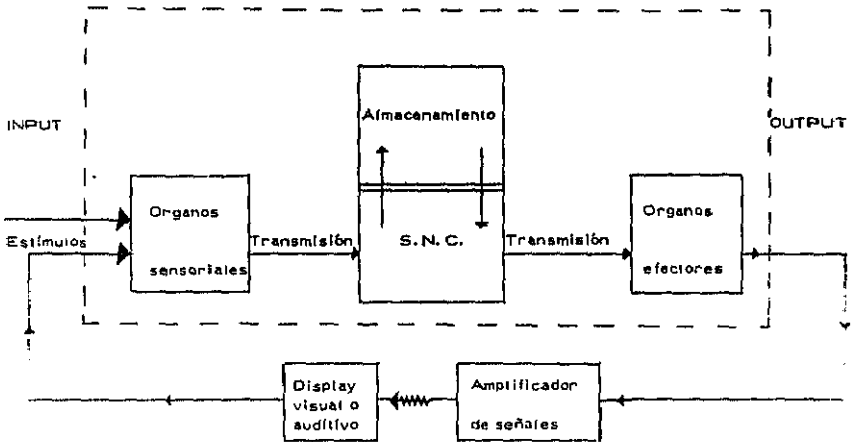 Almacenamiento
INPUT
OUTPUT
Organos
sensoriales
Estímulos
Transmisión
S.N.C.
Transmisión
Organos
efectores
Display
visual o
auditivo
Amplificador
de señales